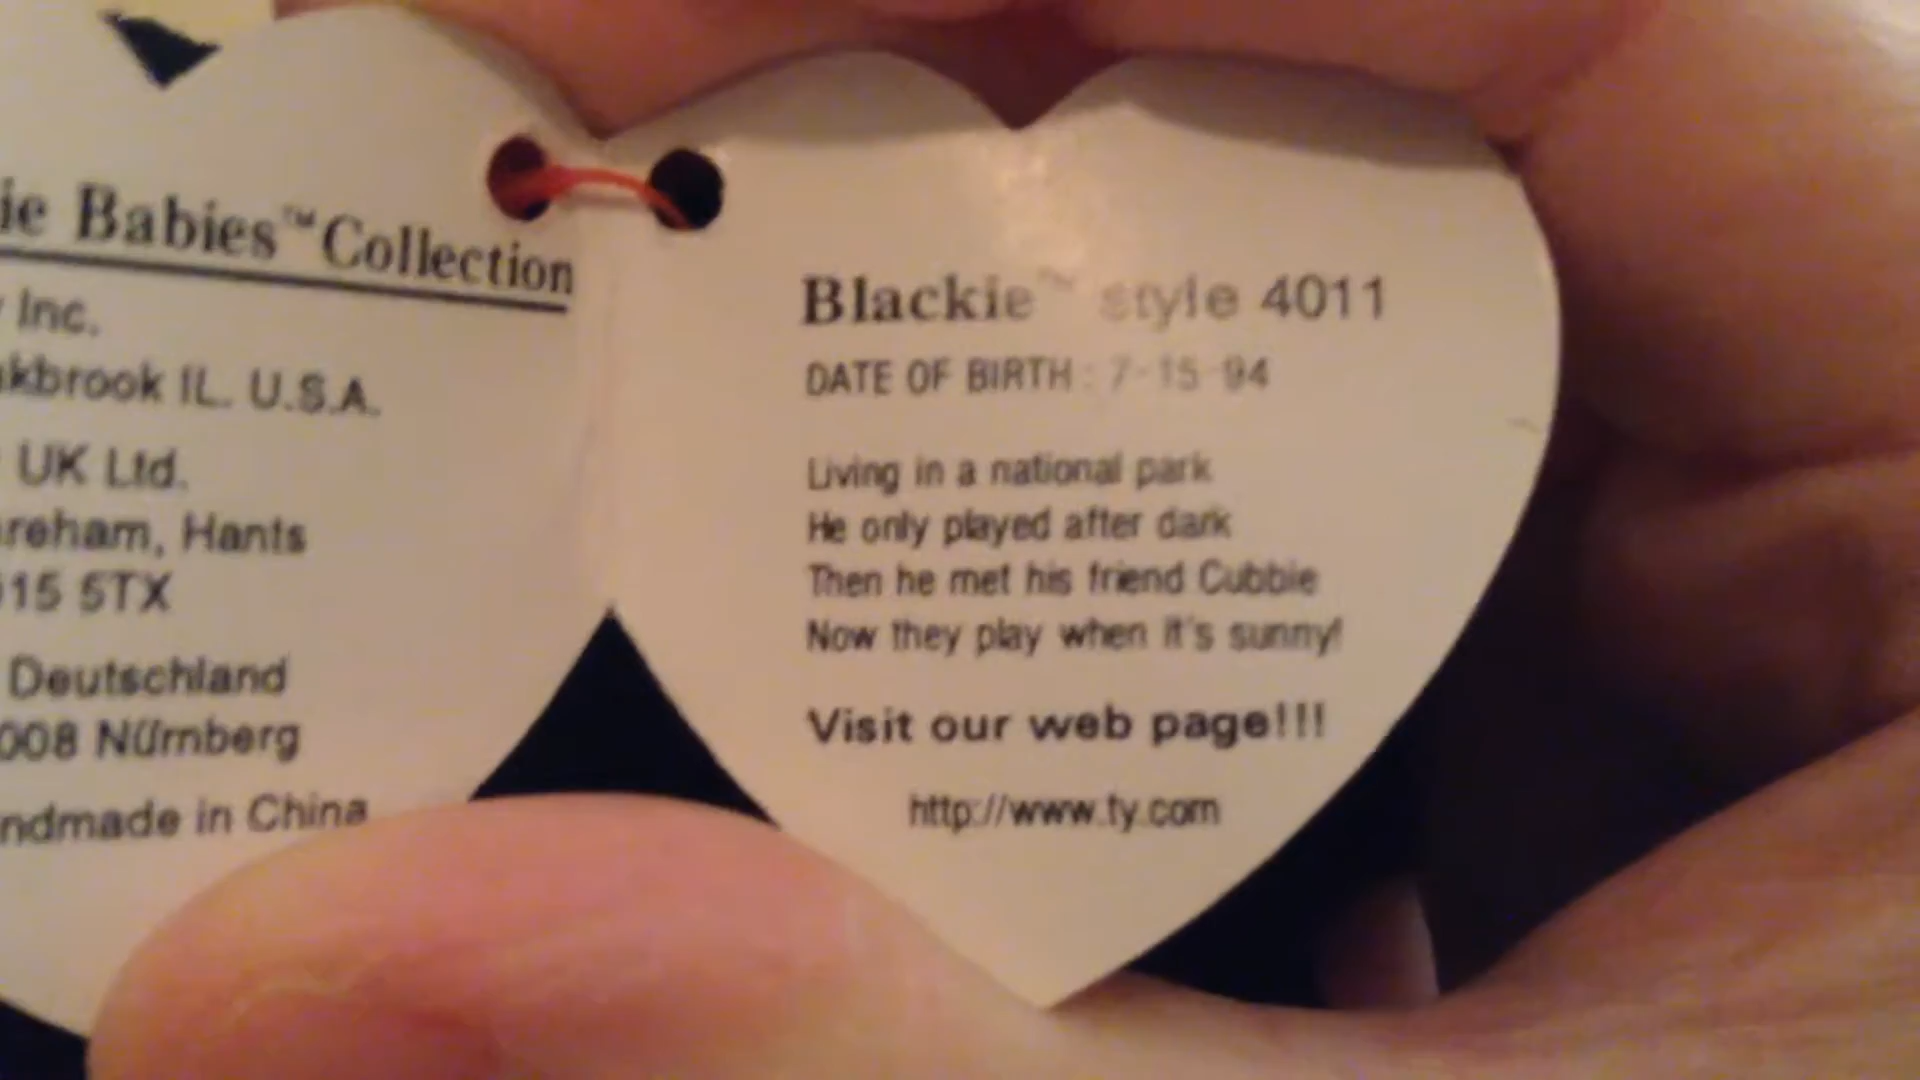 ie Babies™Collection
Inc.
kbrook IL. U.S.A.
UK Ltd.
reham, Hants
15 5TX
Deutschland
008 Nürnberg
ndmade in China
Blackie™ style 4011
DATE OF BIRTH : 7-15-94
Living in a national park
He only played after dark
Then he met his friend Cubbie
Now they play when it's sunny!
Visit our web page!!!
http://www.ty.com